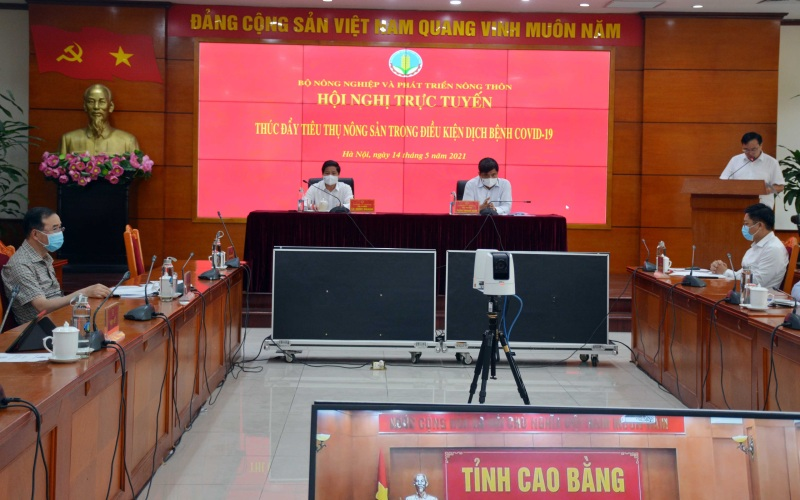 ĐẢNG CỘNG SẢN VIỆT NAM QUANG VINH MUÔN NĂM
BỘ NÔNG NGHIỆP VÀ PHÁT TRIỂN NÔNG THÔN
HỘI NGHỊ TRỰC TUYẾN
THÚC ĐẨY TIÊU THỤ NÔNG SẢN TRONG ĐIỀU KIỆN DỊCH BỆNH COVID-19
Hà Nội, ngày 14 tháng 5 năm 2021
TỈNH CAO BẰNG